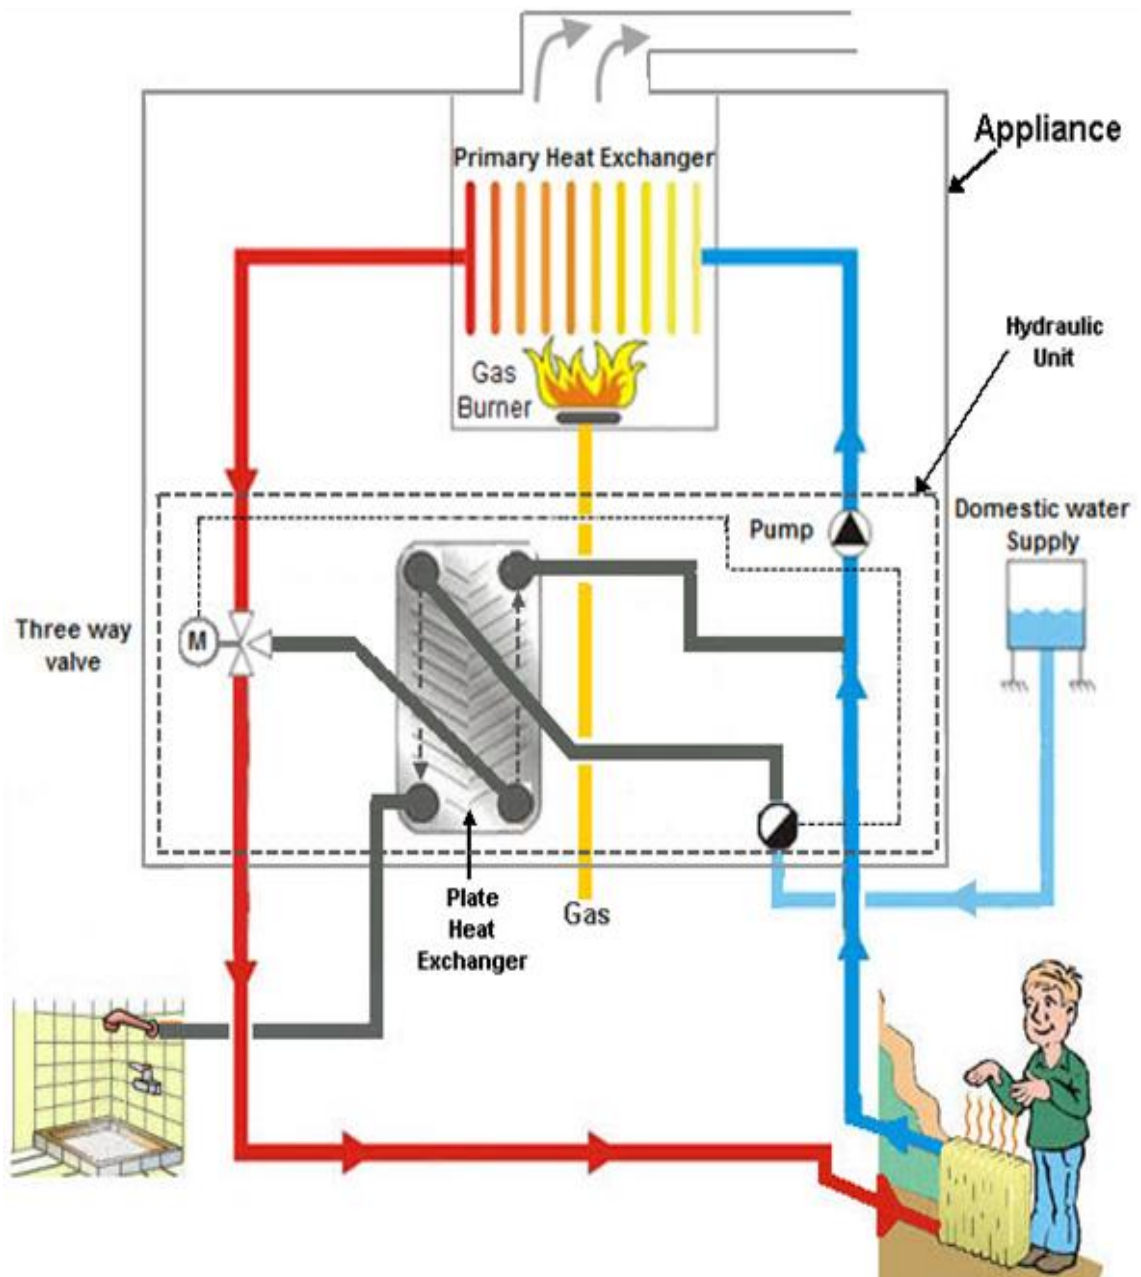 Appliance
Primary Heat Exchanger
Hydraulic
Unit
Gas
Burner
Domestic water
Supply
Pump
Three way
valve
M
Plate
Heat
Exchanger
Gas